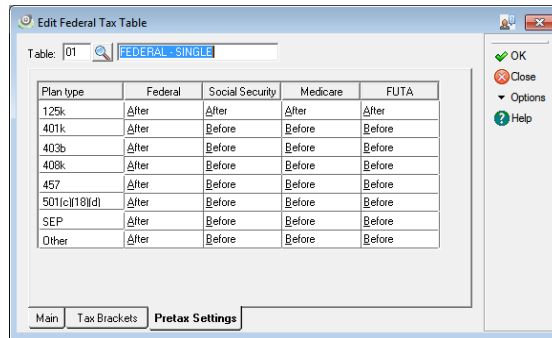 Edit Federal Tax Table
Table: 01 FEDERAL - SINGLE
OK
Close
Options
Help
Plan type Federal Social Security Medicare FUTA
125k After After After After
401k After Before Before Before
403b After Before Before Before
408k After Before Before Before
457 After Before Before Before
501(c)(18)(d) After Before Before Before
SEP After Before Before Before
Other After Before Before Before
Main Tax Brackets Pretax Settings